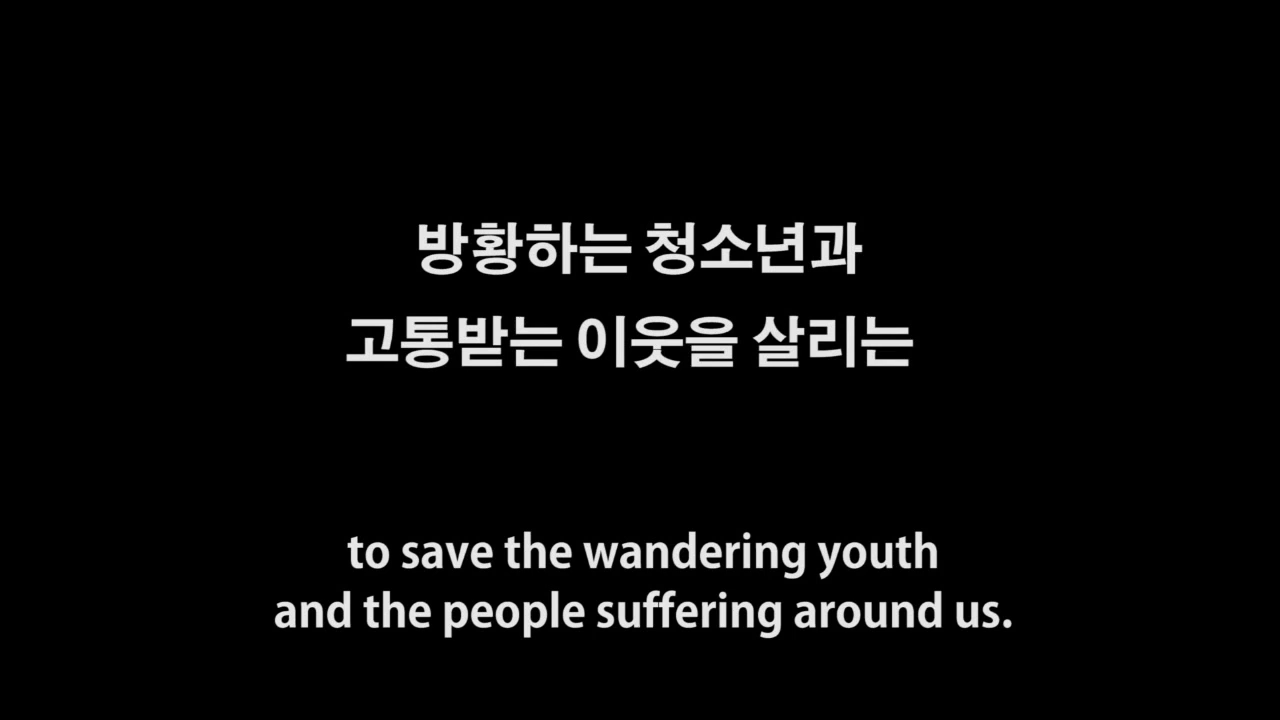 방황하는 청소년과
고통받는 이웃을 살리는
to save the wandering youth
and the people suffering around us.